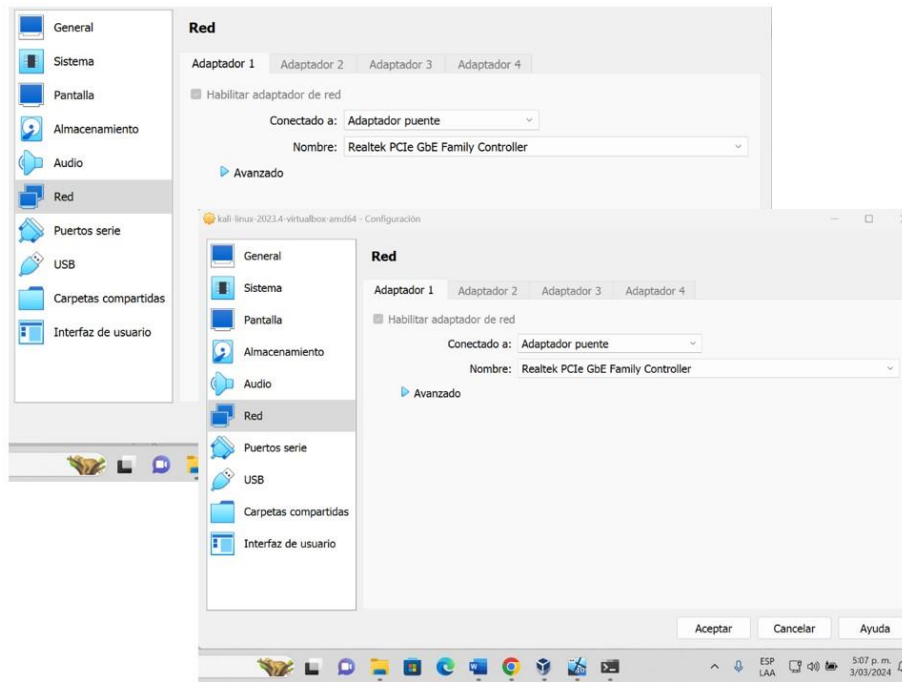 General
Sistema
Pantalla
Almacenamiento
Audio
Red
Puertos serie
USB
Carpetas compartidas
Interfaz de usuario
Red
Adaptador 1 Adaptador 2 Adaptador 3 Adaptador 4
Habilitar adaptador de red
Conectado a: Adaptador puente
Nombre: Realtek PCIe GbE Family Controller
Avanzado
kali-linux-2023.4-virtualbox-amd64 - Configuración
General
Sistema
Pantalla
Almacenamiento
Audio
Red
Puertos serie
USB
Carpetas compartidas
Interfaz de usuario
Red
Adaptador 1 Adaptador 2 Adaptador 3 Adaptador 4
Habilitar adaptador de red
Conectado a: Adaptador puente
Nombre: Realtek PCIe GbE Family Controller
Avanzado
Aceptar Cancelar Ayuda
ESP 5:07 p. m.
LAA 3/03/2024